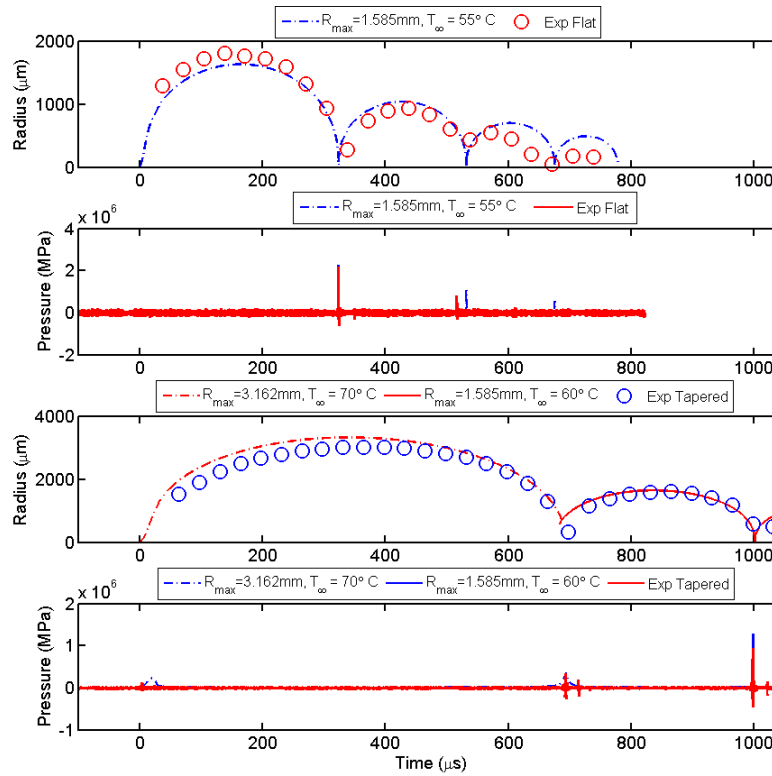 R_max=1.585mm, T_∞ = 55° C Exp Flat
2000
1000
0
Radius (μm)
0 200 400 600 800 1000
R_max=1.585mm, T_∞ = 55° C Exp Flat
x 10^6
4
2
0
-2
Pressure (MPa)
0 200 400 600 800 1000
R_max=3.162mm, T_∞ = 70° C R_max=1.585mm, T_∞ = 60° C Exp Tapered
4000
2000
0
Radius (μm)
0 200 400 600 800 1000
R_max=3.162mm, T_∞ = 70° C R_max=1.585mm, T_∞ = 60° C Exp Tapered
x 10^6
2
1
0
-1
Pressure (MPa)
0 200 400 600 800 1000
Time (μs)